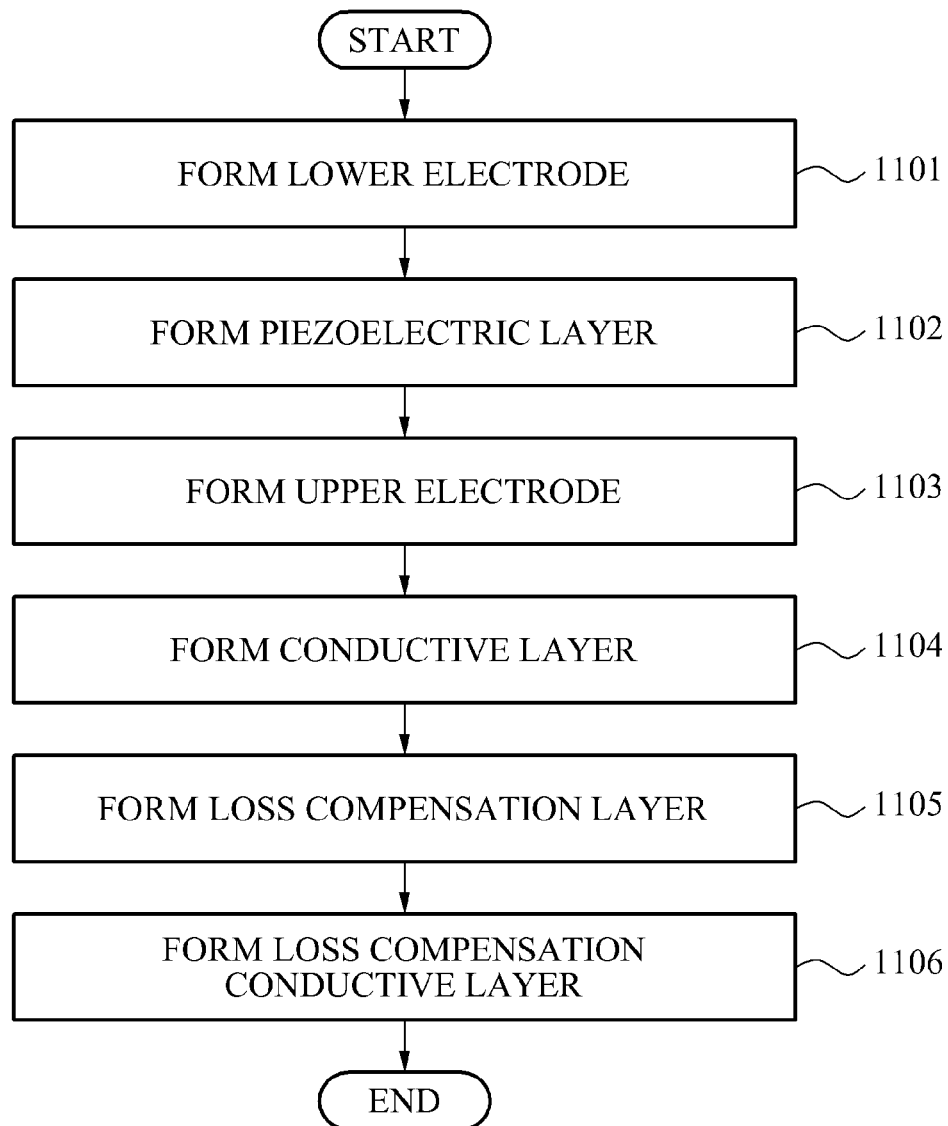 START
FORM LOWER ELECTRODE
1101
FORM PIEZOELECTRIC LAYER
1102
FORM UPPER ELECTRODE
1103
FORM CONDUCTIVE LAYER
1104
FORM LOSS COMPENSATION LAYER
1105
FORM LOSS COMPENSATION
CONDUCTIVE LAYER
1106
END